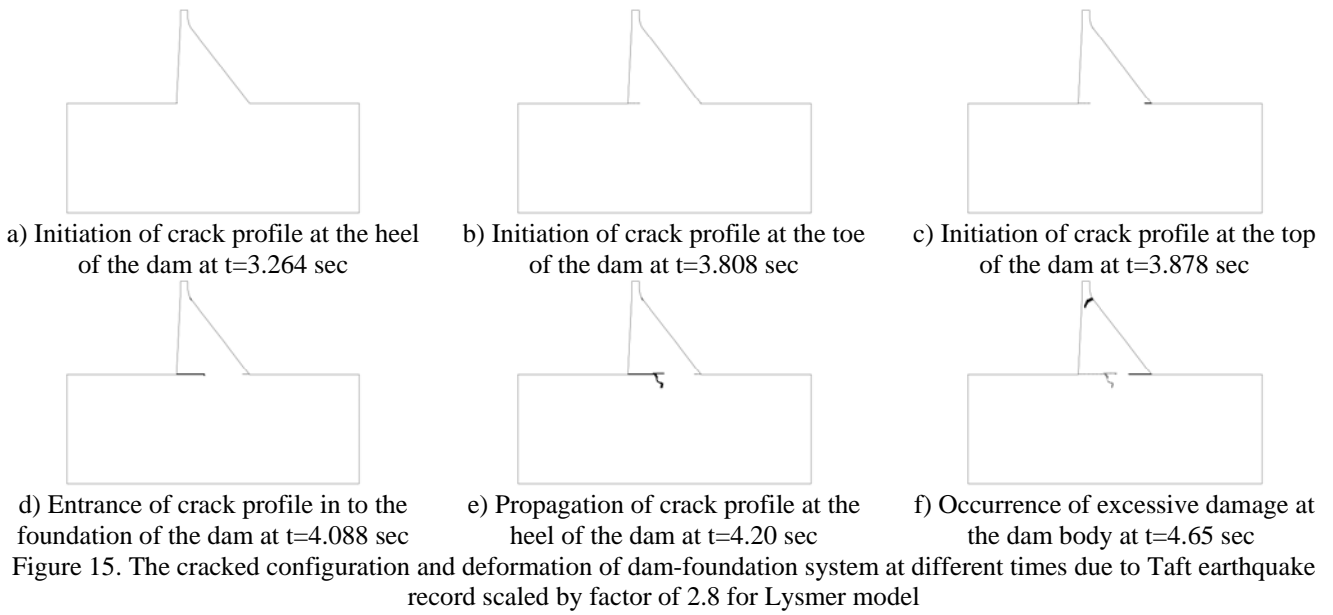 a) Initiation of crack profile at the heel
of the dam at t=3.264 sec
b) Initiation of crack profile at the toe
of the dam at t=3.808 sec
c) Initiation of crack profile at the top
of the dam at t=3.878 sec
d) Entrance of crack profile in to the
foundation of the dam at t=4.088 sec
e) Propagation of crack profile at the
heel of the dam at t=4.20 sec
f) Occurrence of excessive damage at
the dam body at t=4.65 sec
Figure 15. The cracked configuration and deformation of dam-foundation system at different times due to Taft earthquake
record scaled by factor of 2.8 for Lysmer model